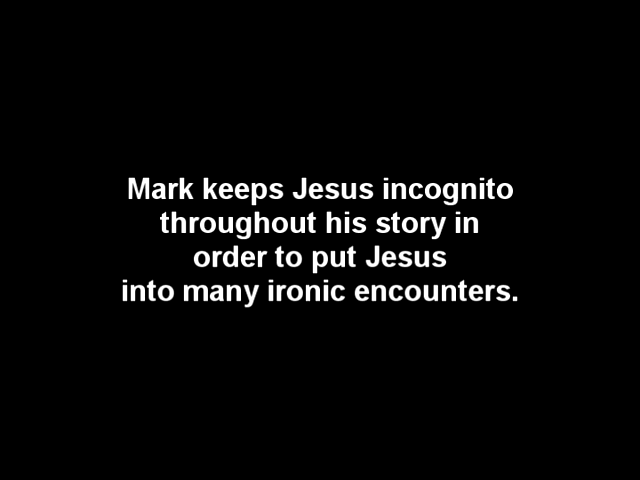 Mark keeps Jesus incognito
throughout his story in
order to put Jesus
into many ironic encounters.